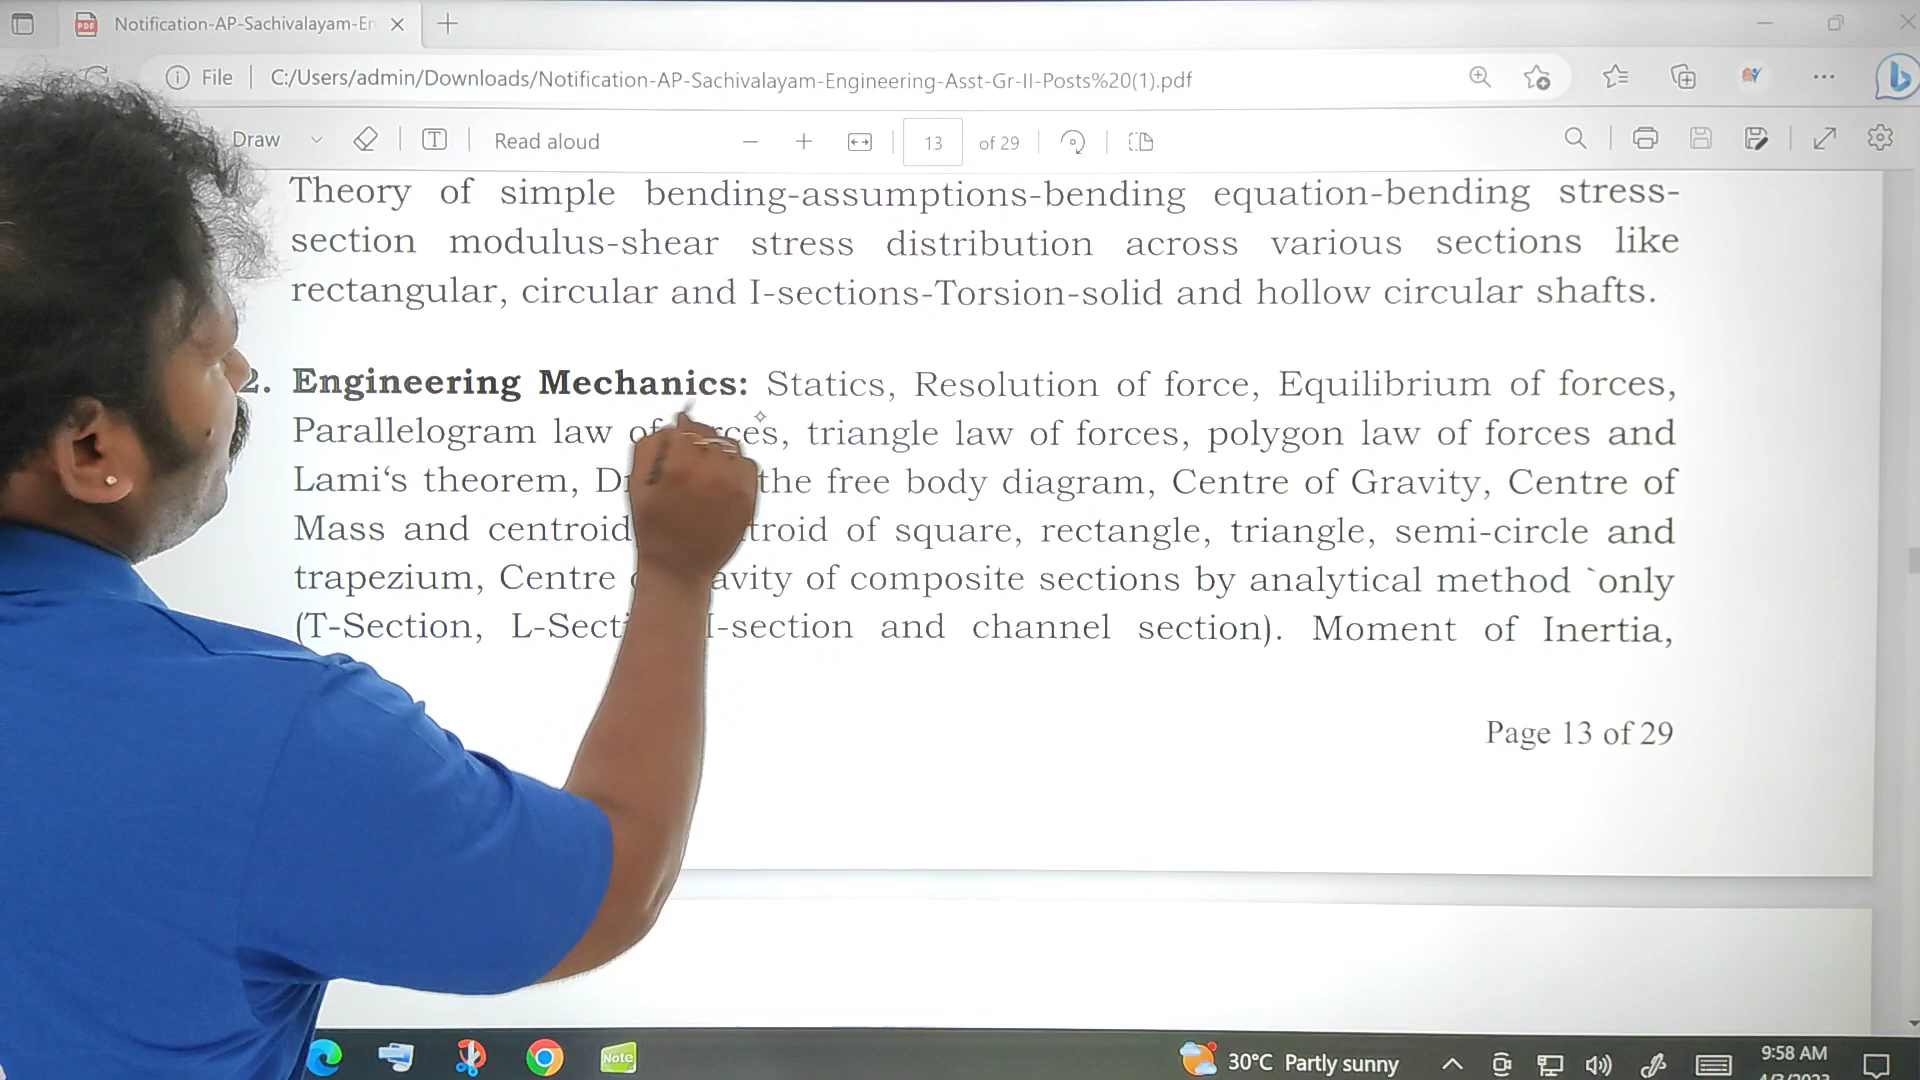 Notification-AP-Sachivalayam-En
File C:/Users/admin/Downloads/Notification-AP-Sachivalayam-Engineering-Asst-Gr-II-Posts%20(1).pdf
Draw Read aloud 13 of 29
Theory of simple bending-assumptions-bending equation-bending stress-
section modulus-shear stress distribution across various sections like
rectangular, circular and I-sections-Torsion-solid and hollow circular shafts.
2. Engineering Mechanics: Statics, Resolution of force, Equilibrium of forces,
Parallelogram law of forces, triangle law of forces, polygon law of forces and
Lami‘s theorem, the free body diagram, Centre of Gravity, Centre of
Mass and centroid of square, rectangle, triangle, semi-circle and
trapezium, Centre of composite sections by analytical method `only
(T-Section, I-section and channel section). Moment of Inertia,
Page 13 of 29
Note
30°C Partly sunny
9:58 AM